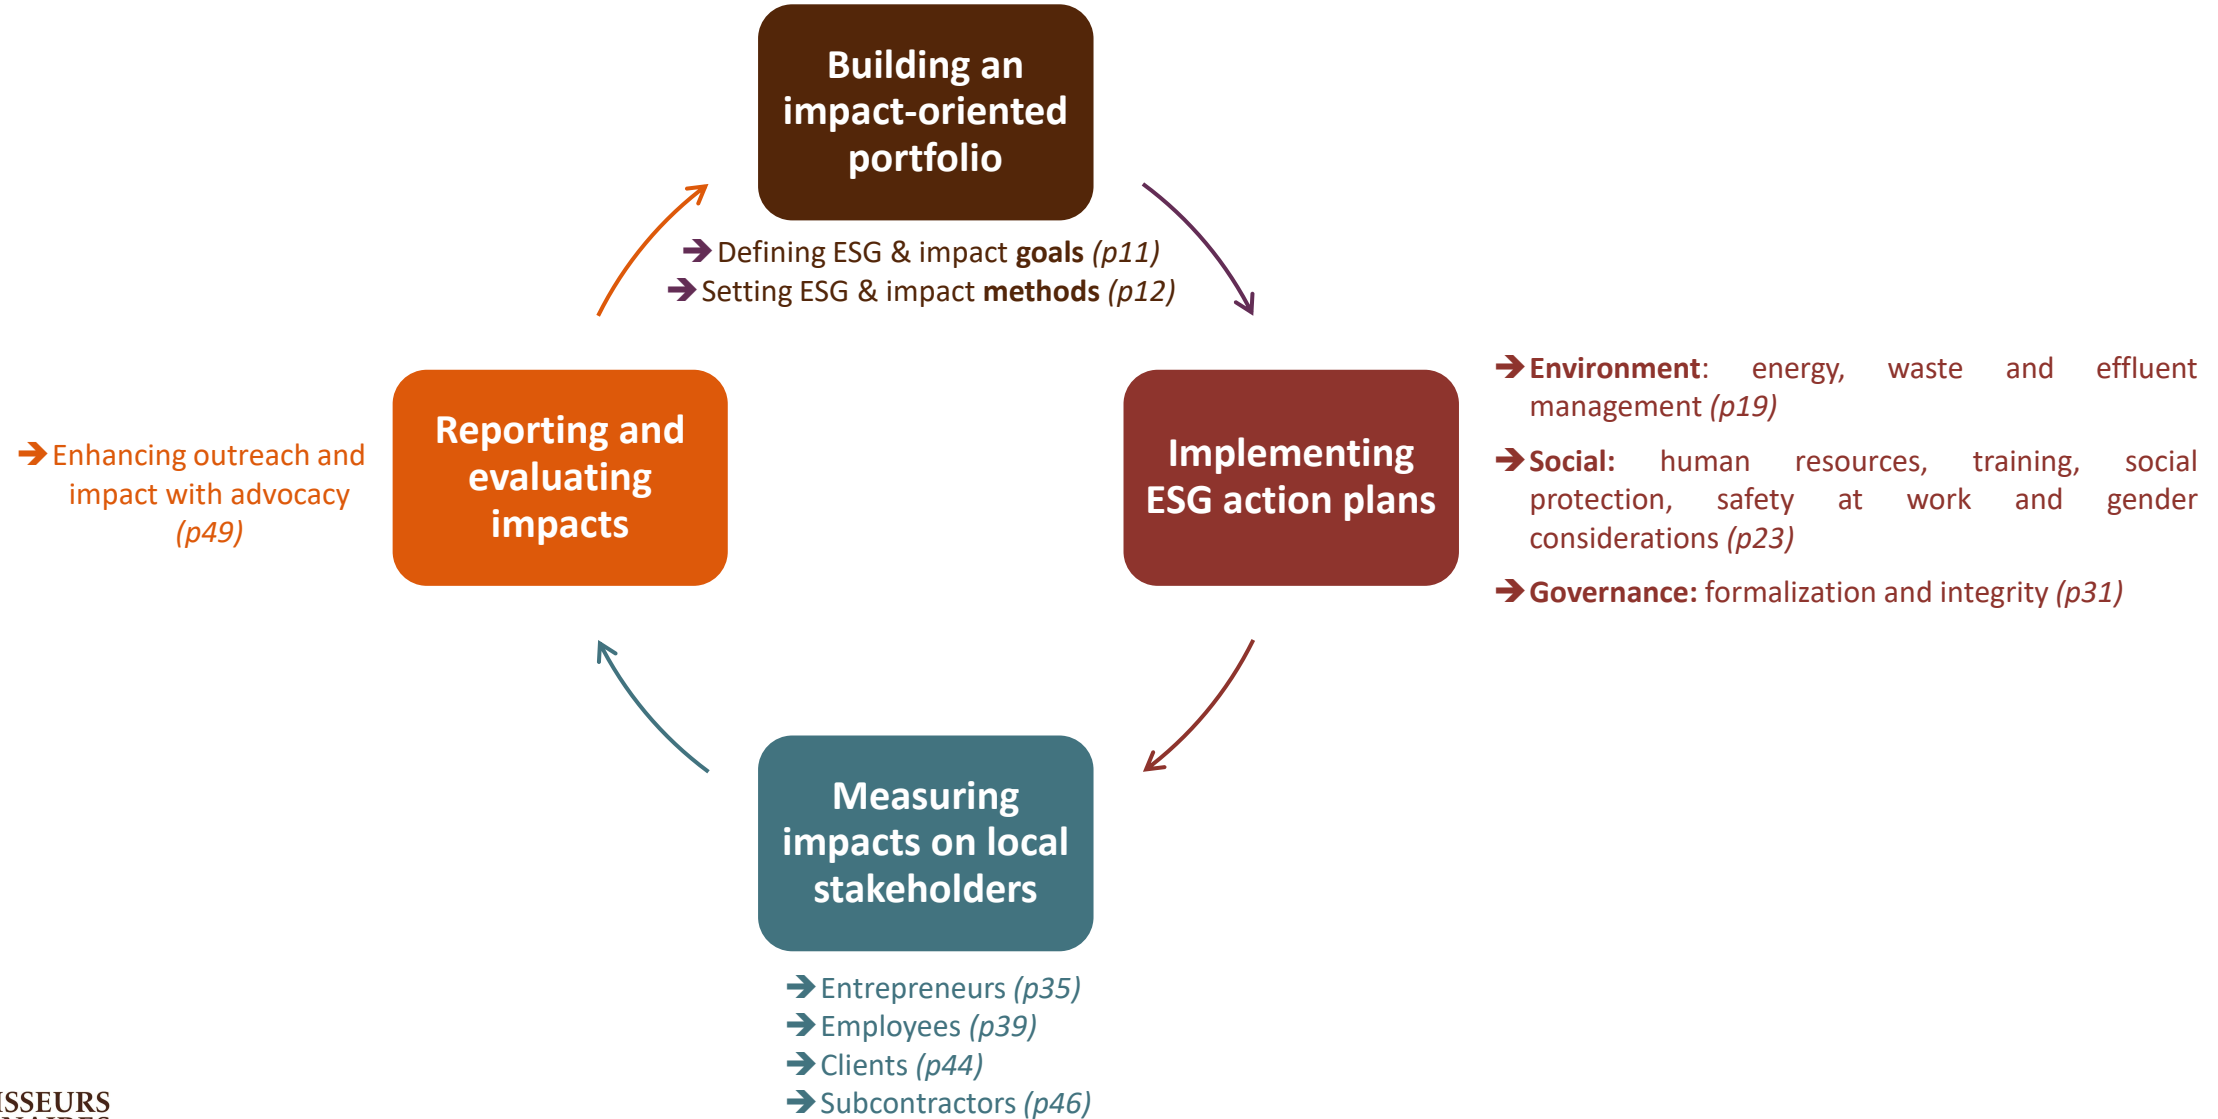 Building an
impact-oriented
portfolio
➔ Defining ESG & impact goals (p11)
➔ Setting ESG & impact methods (p12)
➔ Environment: energy, waste and effluent
management (p19)
Implementing
ESG action plans
➔ Social: human resources, training, social
protection, safety at work and gender
considerations (p23)
➔ Governance: formalization and integrity (p31)
Reporting and
evaluating
impacts
➔ Enhancing outreach and
impact with advocacy
(p49)
Measuring
impacts on local
stakeholders
➔ Entrepreneurs (p35)
➔ Employees (p39)
➔ Clients (p44)
➔ Subcontractors (p46)
ISSEURS